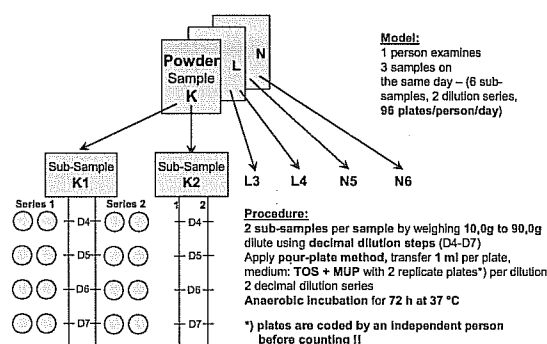 Powder
Sample
K
L
N
Model:
1 person examines
3 samples on
the same day – (6 sub-
samples, 2 dilution series,
96 plates/person/day)
Sub-Sample
K1
Sub-Sample
K2
L3
L4
N5
N6
Series 1
Series 2
1
2
D4
D5
D6
D7
D4
D5
D6
D7
Procedure:
2 sub-samples per sample by weighing 10,0g to 90,0g
dilute using decimal dilution steps (D4-D7)
Apply pour-plate method, transfer 1 ml per plate,
medium: TOS + MUP with 2 replicate plates*) per dilution
2 decimal dilution series
Anaerobic incubation for 72 h at 37 °C
*) plates are coded by an independent person
before counting !!